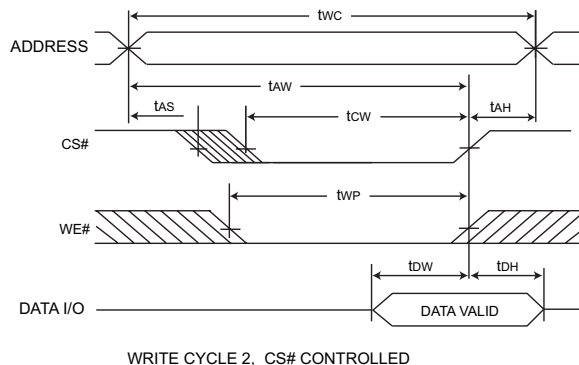 tWC
ADDRESS
tAW
tAS
tCW
tAH
CS#
tWP
WE#
tDW
tDH
DATA I/O
DATA VALID
WRITE CYCLE 2, CS# CONTROLLED